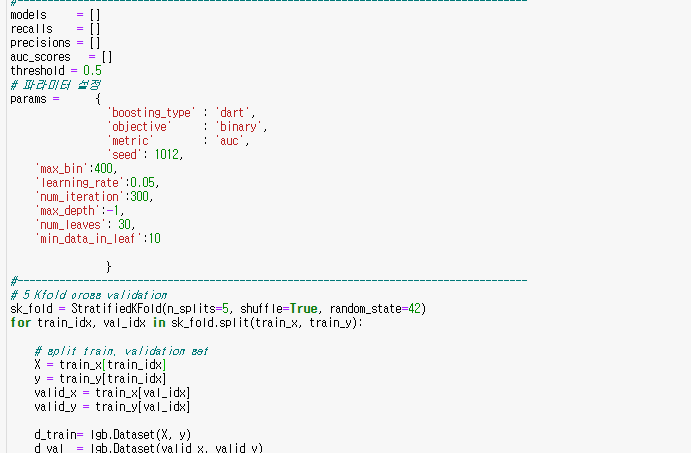 #-------------------------------------------------------------------------------------
models     = []
recalls    = []
precisions = []
auc_scores   = []
threshold = 0.5
# 파라미터 설정
params =      {
                'boosting_type' : 'dart',
                'objective'     : 'binary',
                'metric'        : 'auc',
                'seed': 1012,
    'max_bin':400,
    'learning_rate':0.05,
    'num_iteration':300,
    'max_depth':-1,
    'num_leaves': 30,
    'min_data_in_leaf':10
                }
#-------------------------------------------------------------------------------------
# 5 Kfold cross validation
sk_fold = StratifiedKFold(n_splits=5, shuffle=True, random_state=42)
for train_idx, val_idx in sk_fold.split(train_x, train_y):
    # split train, validation set
    X = train_x[train_idx]
    y = train_y[train_idx]
    valid_x = train_x[val_idx]
    valid_y = train_y[val_idx]
    d_train= lgb.Dataset(X, y)
    d_val  = lgb.Dataset(valid_x, valid_y)